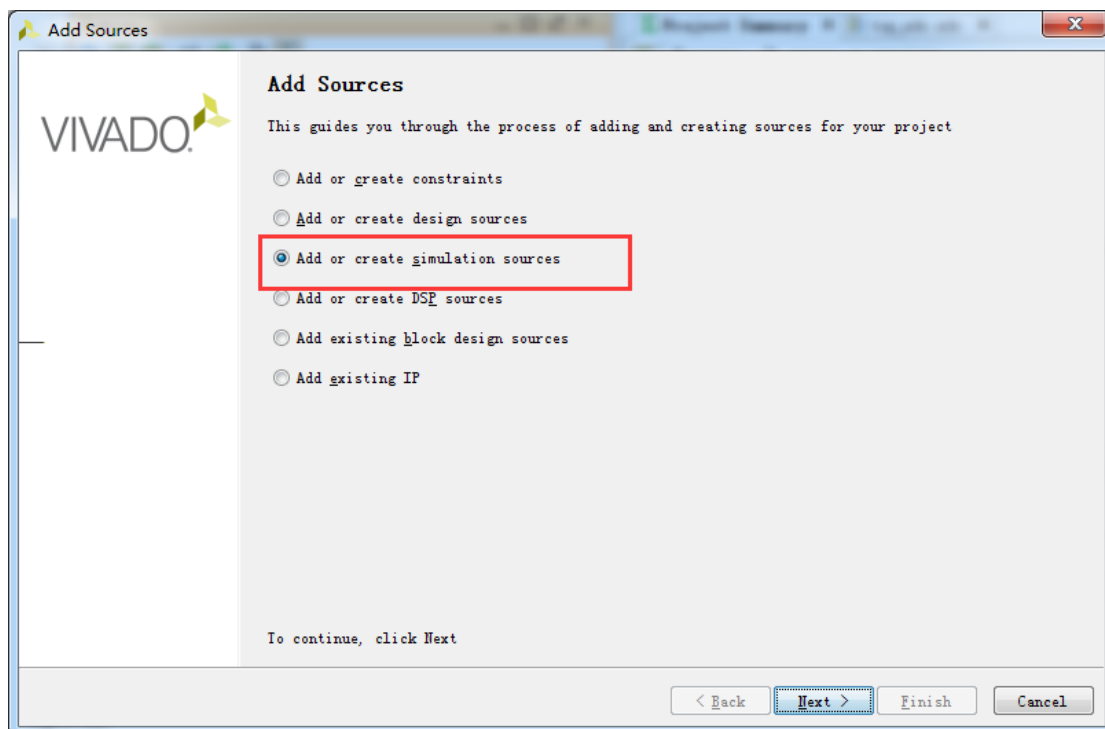 Add Sources
Project Summary
VIVADO.
Add Sources
This guides you through the process of adding and creating sources for your project
Add or create constraints
Add or create design sources
Add or create simulation sources
Add or create DSP sources
Add existing block design sources
Add existing IP
To continue, click Next
< Back
Next >
Finish
Cancel